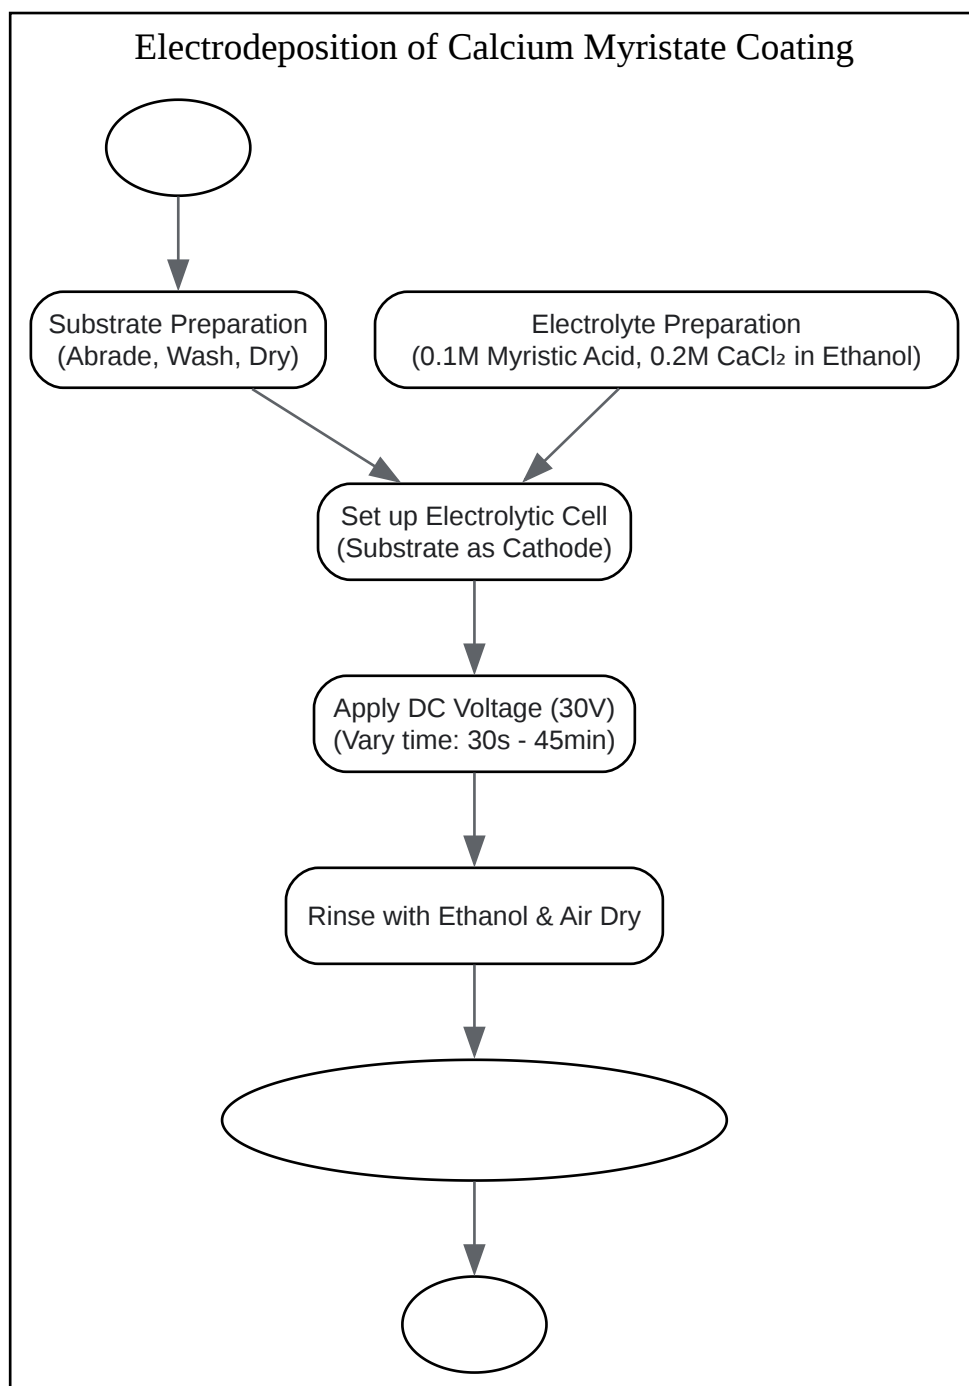 Electrodeposition of Calcium Myristate Coating
Substrate Preparation
(Abrade, Wash, Dry)
Electrolyte Preparation
(0.1M Myristic Acid, 0.2M CaCl₂ in Ethanol)
Set up Electrolytic Cell
(Substrate as Cathode)
Apply DC Voltage (30V)
(Vary time: 30s - 45min)
Rinse with Ethanol & Air Dry